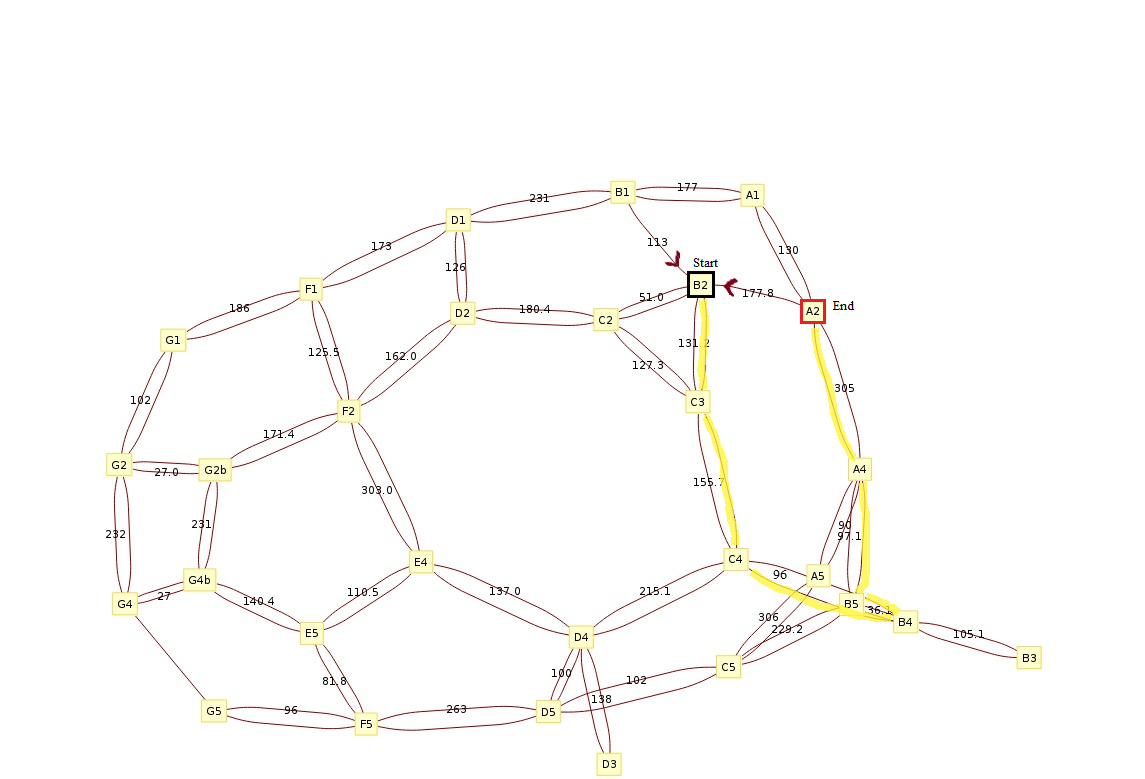 B1
177
A1
231
D1
113
130
173
Start
126
B2
177.8
F1
51.0
A2
End
186
D2
180.4
C2
G1
131.2
125.5
162.0
127.3
305
102
C3
F2
171.4
G2
27.0
G2b
303.0
155.7
A4
231
90
232
97.1
C4
E4
96
A5
G4b
110.5
137.0
215.1
G4
27
140.4
B5
36.1
306
B4
E5
D4
229.2
105.1
B3
100
C5
81.8
102
138
G5
96
263
D5
F5
D3